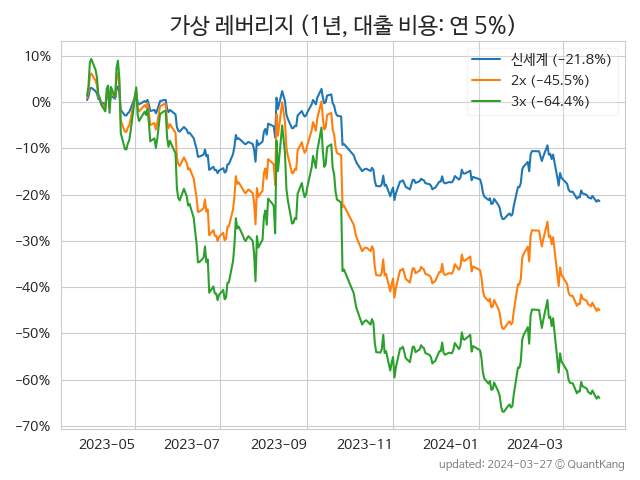 가상 레버리지 (1년, 대출 비용: 연 5%)
신세계 (−21.8%)
2x (−45.5%)
3x (−64.4%)
10%
0%
−10%
−20%
−30%
−40%
−50%
−60%
−70%
2023-05 2023-07 2023-09 2023-11 2024-01 2024-03
updated: 2024-03-27 © QuantKang